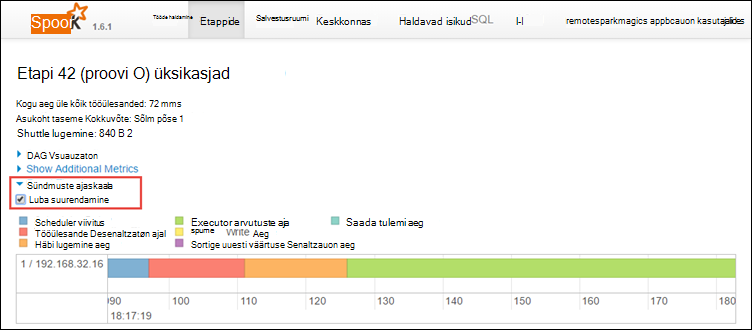 Spook 1.6.1 Tööde haldamine Etappide Salvestusruumi Keskkonnas Haldavad isikud SQL I-I remotesparkmagics appbcauon kasutajaliides
Etapi 42 (proovi O) üksikasjad
Kogu aeg üle kõik tööülesanded: 72 mms
Asukoht taseme Kokkuvõte: Sõlm põse 1
Shuttle lugemine: 840 B 2
DAG Vsuauzaton
Show Additional Metrics
Sündmuste ajaskaala
Luba suurendamine
Scheduler viivitus Executor arvutuste aja Saada tulemi aeg
Tööülesande Desenaltzatøn ajal spume Write Aeg
Häbi lugemine aeg Sortige uuesti väärtuse Senaltzauon aeg
1 / 192.168.32.16
090 100 110 120 130 140 150 160 170 180
18:17:19